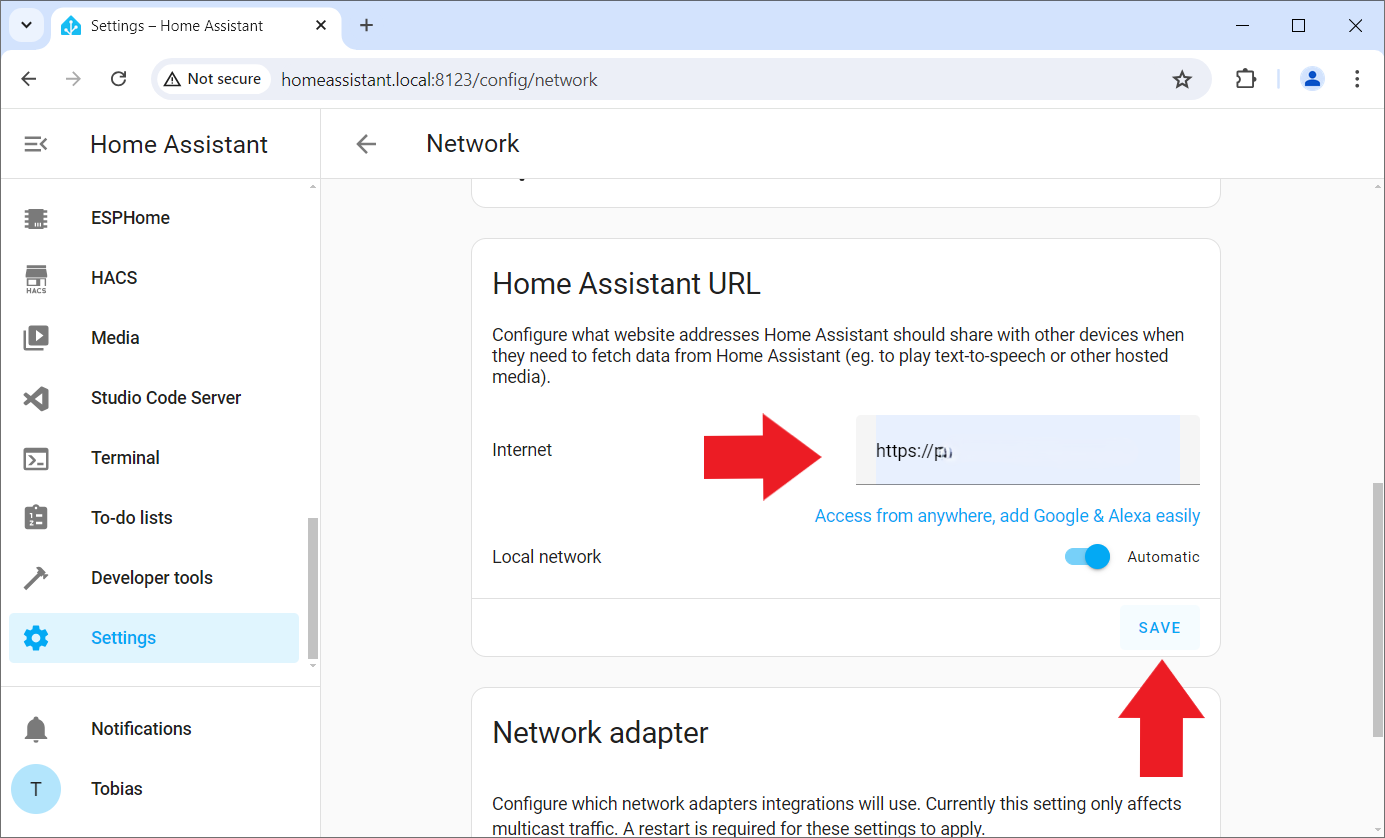 Settings – Home Assistant
Not secure
homeassistant.local:8123/config/network
Home Assistant
Network
ESPHome
HACS
HACS
Media
Studio Code Server
Terminal
To-do lists
Developer tools
Settings
Notifications
T
Tobias
Home Assistant URL
Configure what website addresses Home Assistant should share with other devices when
they need to fetch data from Home Assistant (eg. to play text-to-speech or other hosted
media).
Internet
https://
Access from anywhere, add Google & Alexa easily
Local network
Automatic
SAVE
Network adapter
Configure which network adapters integrations will use. Currently this setting only affects
multicast traffic. A restart is required for these settings to apply.